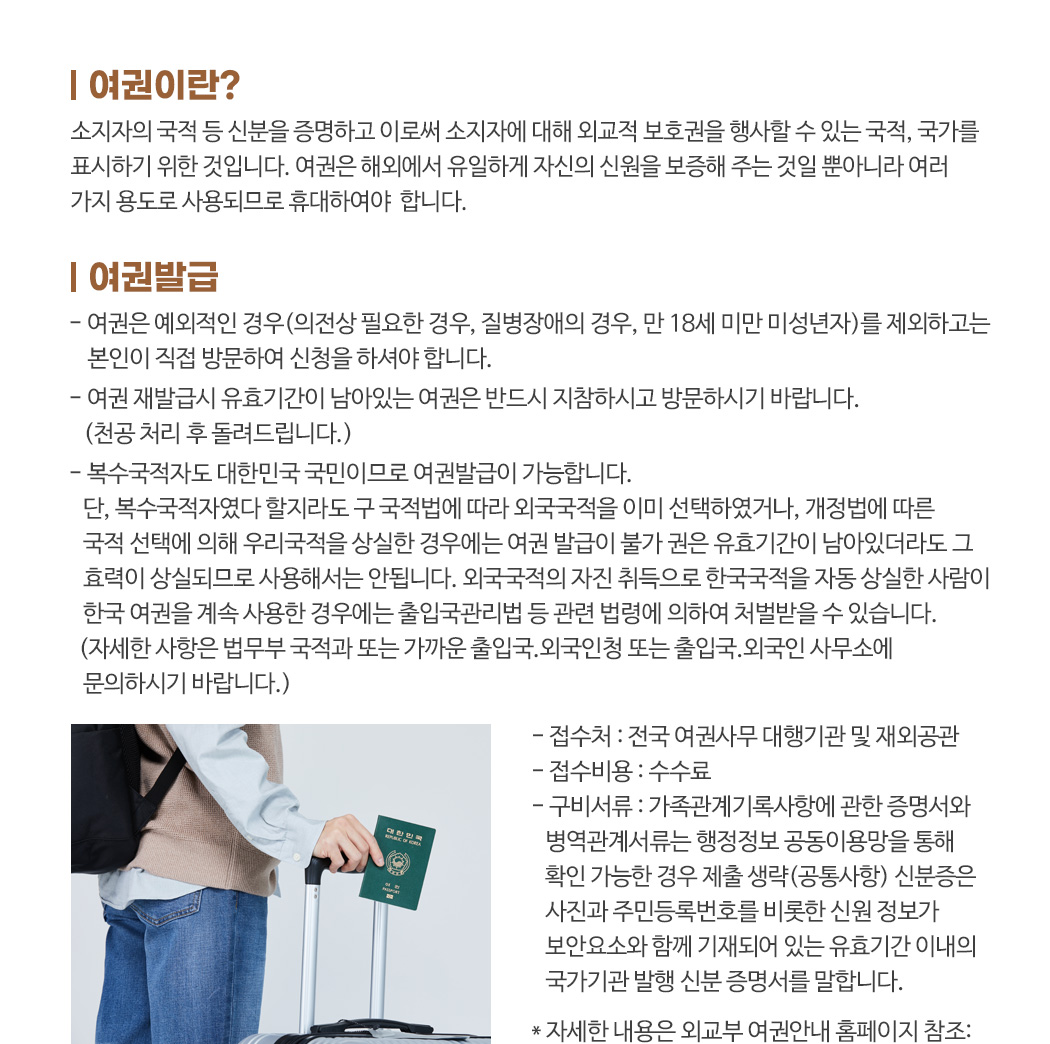 여권이란?
소지자의 국적 등 신분을 증명하고 이로써 소지자에 대해 외교적 보호권을 행사할 수 있는 국적, 국가를
표시하기 위한 것입니다. 여권은 해외에서 유일하게 자신의 신원을 보증해 주는 것일 뿐아니라 여러
가지 용도로 사용되므로 휴대하여야 합니다.
여권발급
- 여권은 예외적인 경우(의전상 필요한 경우, 질병장애의 경우, 만 18세 미만 미성년자)를 제외하고는
본인이 직접 방문하여 신청을 하셔야 합니다.
- 여권 재발급시 유효기간이 남아있는 여권은 반드시 지참하시고 방문하시기 바랍니다.
(천공 처리 후 돌려드립니다.)
- 복수국적자도 대한민국 국민이므로 여권발급이 가능합니다.
단, 복수국적자였다 할지라도 구 국적법에 따라 외국국적을 이미 선택하였거나, 개정법에 따른
국적 선택에 의해 우리국적을 상실한 경우에는 여권 발급이 불가 권은 유효기간이 남아있더라도 그
효력이 상실되므로 사용해서는 안됩니다. 외국국적의 자진 취득으로 한국국적을 자동 상실한 사람이
한국 여권을 계속 사용한 경우에는 출입국관리법 등 관련 법령에 의하여 처벌받을 수 있습니다.
(자세한 사항은 법무부 국적과 또는 가까운 출입국.외국인청 또는 출입국.외국인 사무소에
문의하시기 바랍니다.)
- 접수처 : 전국 여권사무 대행기관 및 재외공관
- 접수비용 : 수수료
- 구비서류 : 가족관계기록사항에 관한 증명서와
병역관계서류는 행정정보 공동이용망을 통해
확인 가능한 경우 제출 생략(공통사항) 신분증은
사진과 주민등록번호를 비롯한 신원 정보가
보안요소와 함께 기재되어 있는 유효기간 이내의
국가기관 발행 신분 증명서를 말합니다.
* 자세한 내용은 외교부 여권안내 홈페이지 참조:
대한민국
REPUBLIC OF KOREA
여권
PASSPORT